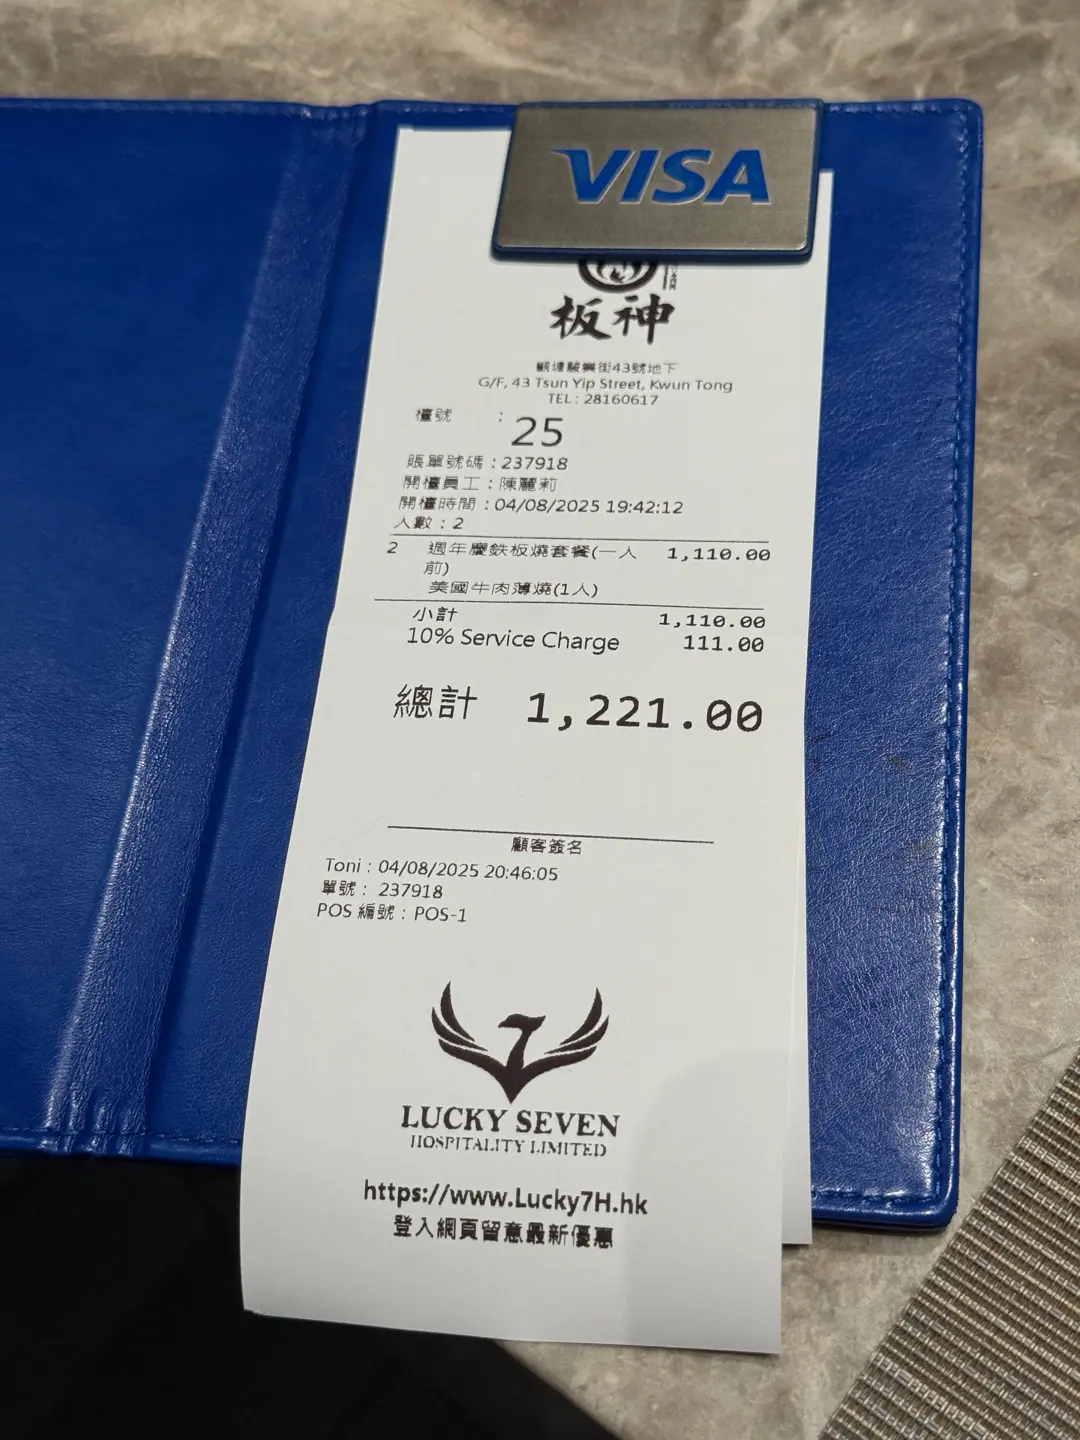 VISA
板神
觀塘駿業街43號地下
G/F, 43 Tsun Yip Street, Kwun Tong
TEL : 28160617
檯號 : 25
賬單號碼 : 237918
開檯員工 : 陳麗莉
開檯時間 : 04/08/2025 19:42:12
人數 : 2
2 週年慶鉄板燒套餐(一人 1,110.00
前)
美國牛肉薄燒(1人)
小計 1,110.00
10% Service Charge 111.00
總計 1,221.00
顧客簽名
Toni : 04/08/2025 20:46:05
單號 : 237918
POS 編號 : POS-1
LUCKY SEVEN
HOSPITALITY LIMITED
https://www.Lucky7H.hk
登入網頁留意最新優惠